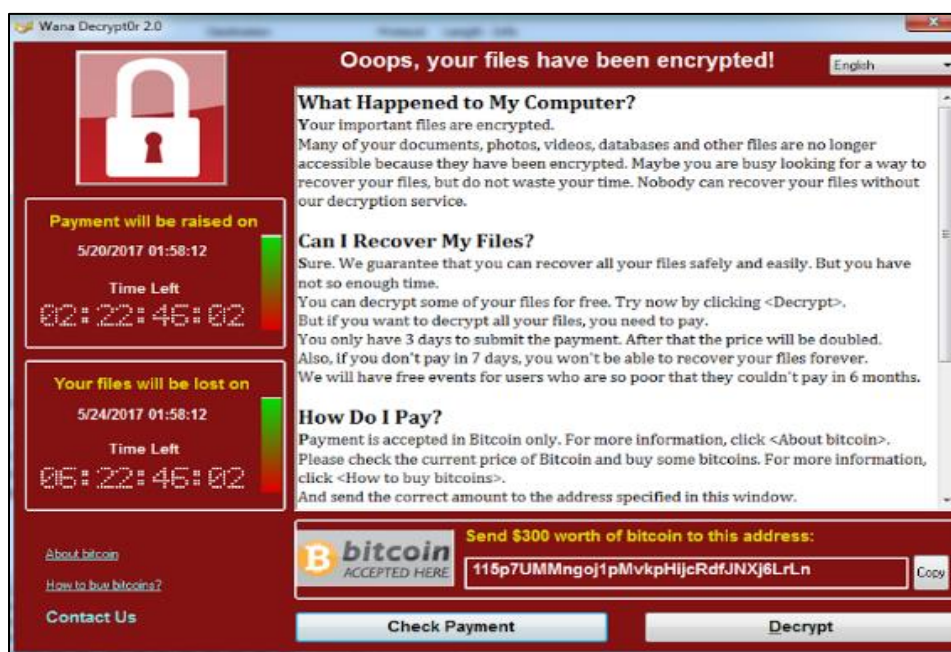 Wana Decrypt0r 2.0
Ooops, your files have been encrypted!
English
What Happened to My Computer?
Your important files are encrypted.
Many of your documents, photos, videos, databases and other files are no longer
accessible because they have been encrypted. Maybe you are busy looking for a way to
recover your files, but do not waste your time. Nobody can recover your files without
our decryption service.
Can I Recover My Files?
Sure. We guarantee that you can recover all your files safely and easily. But you have
not so enough time.
You can decrypt some of your files for free. Try now by clicking <Decrypt>.
But if you want to decrypt all your files, you need to pay.
You only have 3 days to submit the payment. After that the price will be doubled.
Also, if you don't pay in 7 days, you won't be able to recover your files forever.
We will have free events for users who are so poor that they couldn't pay in 6 months.
How Do I Pay?
Payment is accepted in Bitcoin only. For more information, click <About bitcoin>.
Please check the current price of Bitcoin and buy some bitcoins. For more information,
click <How to buy bitcoins>.
And send the correct amount to the address specified in this window.
Payment will be raised on
5/20/2017 01:58:12
Time Left
02:22:46:02
Your files will be lost on
5/24/2017 01:58:12
Time Left
06:22:46:02
About bitcoin
How to buy bitcoins?
Contact Us
bitcoin
ACCEPTED HERE
Send $300 worth of bitcoin to this address:
115p7UMMngoj1pMvkpHijcRdfJNXj6LrLn
Copy
Check Payment
Decrypt